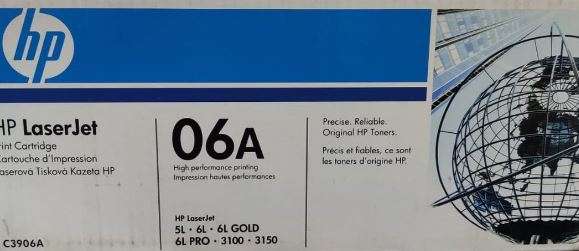 hp
HP LaserJet
Print Cartridge
Cartouche d'Impression
Laserova Tisková Kazeta HP
C3906A
06A
High performance printing
Impression hautes performances
HP LaserJet
5L • 6L • 6L GOLD
6L PRO • 3100 • 3150
Precise. Reliable.
Original HP Toners.
Précis et fiables, ce sont
les toners d'origine HP.